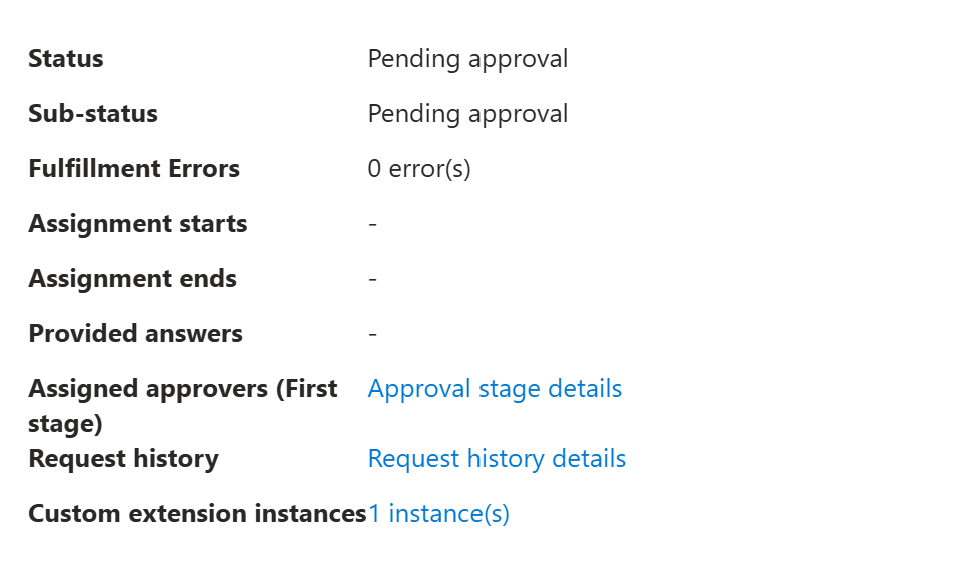 Status Pending approval
Sub-status Pending approval
Fulfillment Errors 0 error(s)
Assignment starts -
Assignment ends -
Provided answers -
Assigned approvers (First Approval stage details
stage)
Request history Request history details
Custom extension instances 1 instance(s)